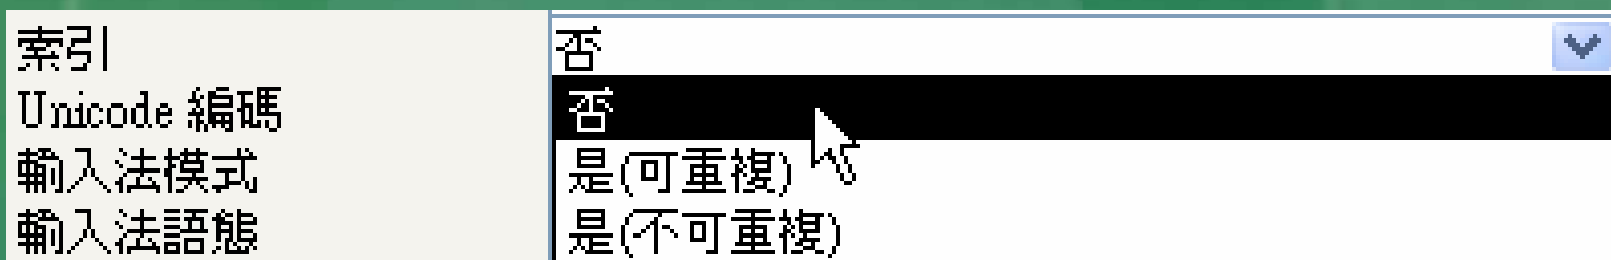 索引 否
Unicode 編碼 否
輸入法模式 是(可重複)
輸入法語態 是(不可重複)